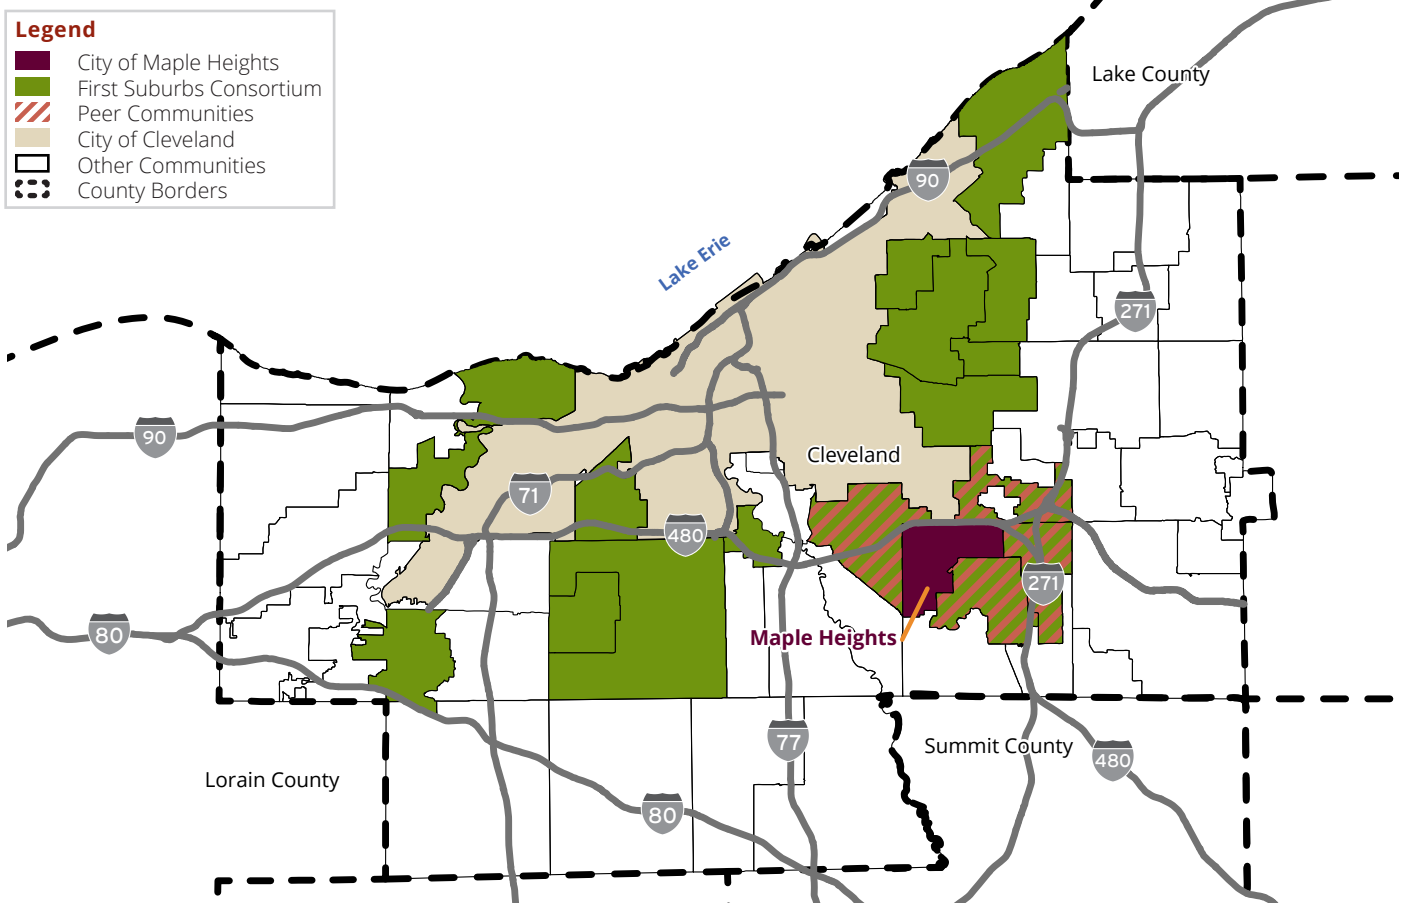 Legend
City of Maple Heights
First Suburbs Consortium
Peer Communities
City of Cleveland
Other Communities
County Borders
Lake County
90
Lake Erie
271
90
Cleveland
71
480
271
80
Maple Heights
77
Summit County
480
Lorain County
80